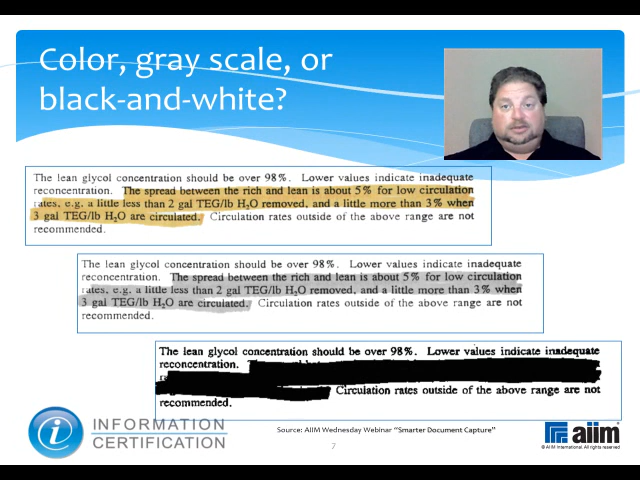 Color, gray scale, or
black-and-white?
The lean glycol concentration should be over 98%. Lower values indicate inadequate
reconcentration. The spread between the rich and lean is about 5% for low circulation
rates, e.g. a little less than 2 gal TEG/lb H₂O removed, and a little more than 3% when
3 gal TEG/lb H₂O are circulated. Circulation rates outside of the above range are not
recommended.
The lean glycol concentration should be over 98%. Lower values indicate inadequate
reconcentration. The spread between the rich and lean is about 5% for low circulation
rates, e.g. a little less than 2 gal TEG/lb H₂O removed, and a little more than 3% when
3 gal TEG/lb H₂O are circulated. Circulation rates outside of the above range are not
recommended.
The lean glycol concentration should be over 98%. Lower values indicate inadequate
reconcentration.
Circulation rates outside of the above range are not
recommended.
i INFORMATION
CERTIFICATION
Source: AIIM Wednesday Webinar "Smarter Document Capture"
7
aiim
© AIIM International. All rights reserved